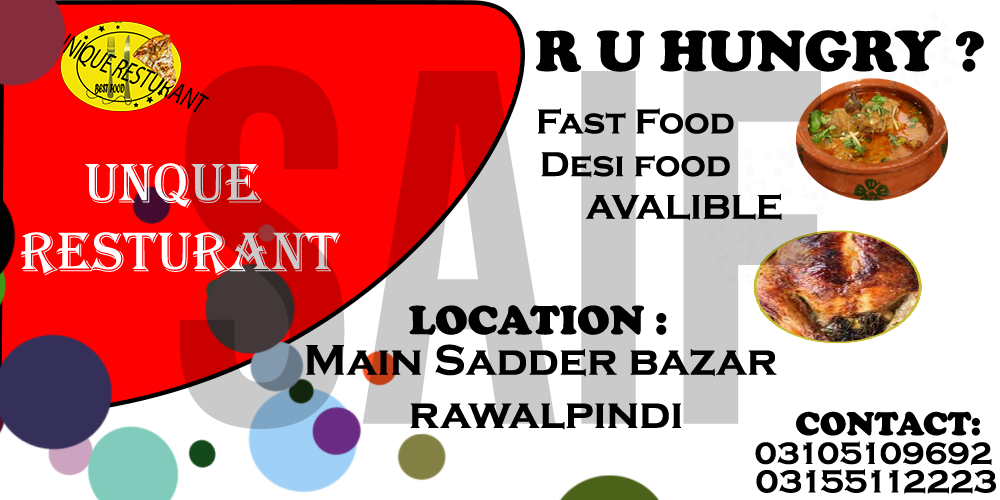 UNIQUE RESTURANT
BEST FOOD
UNQUE
RESTURANT
SAIF
R U HUNGRY ?
FAST FOOD
DESI FOOD
AVALIBLE
LOCATION :
MAIN SADDER BAZAR
RAWALPINDI
CONTACT:
03105109692
03155112223